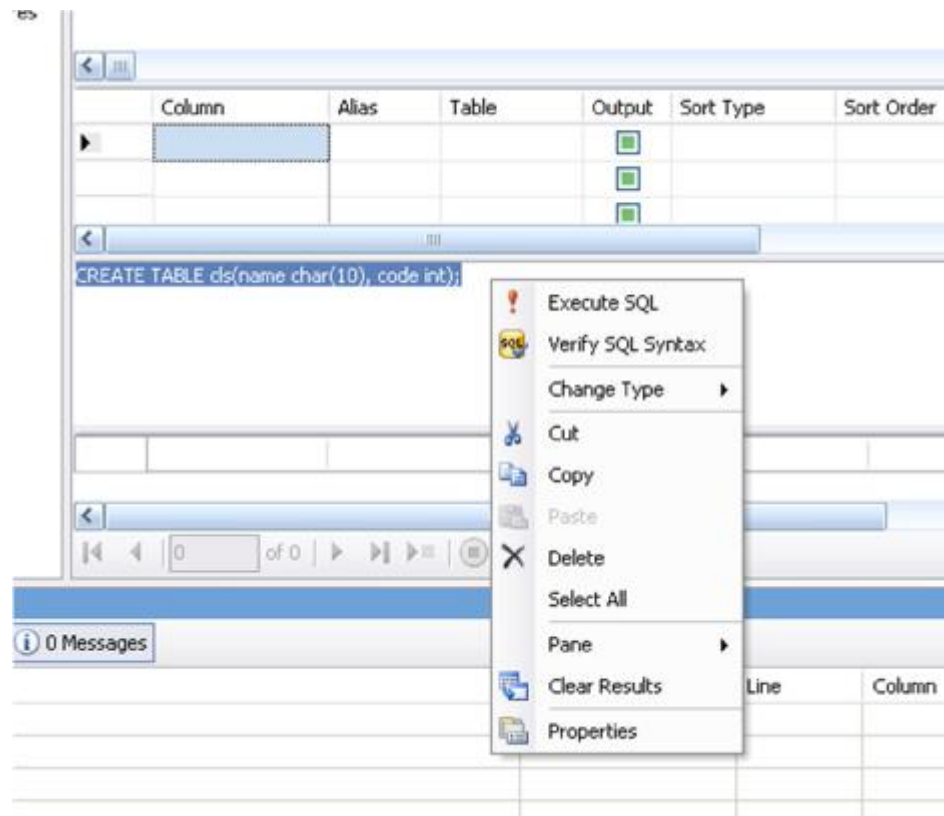 es
Column Alias Table Output Sort Type Sort Order
CREATE TABLE cls(name char(10), code int);
Execute SQL
SQL
Verify SQL Syntax
Change Type
Cut
Copy
Paste
Delete
Select All
Pane
Clear Results
Properties
0 of 0
0 Messages
Line Column